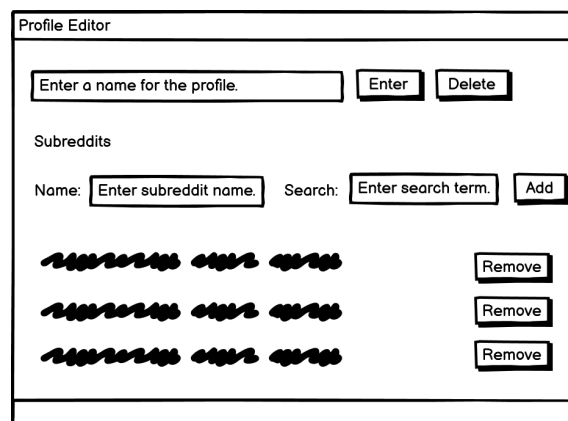 Profile Editor
Enter a name for the profile. Enter Delete
Subreddits
Name: Enter subreddit name. Search: Enter search term. Add
Remove
Remove
Remove